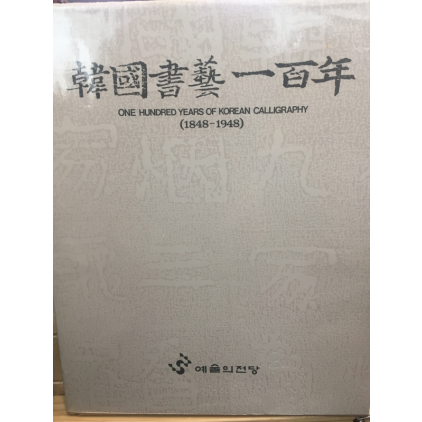 韓國書藝一百年
ONE HUNDRED YEARS OF KOREAN CALLIGRAPHY
(1848-1948)
예술의전당